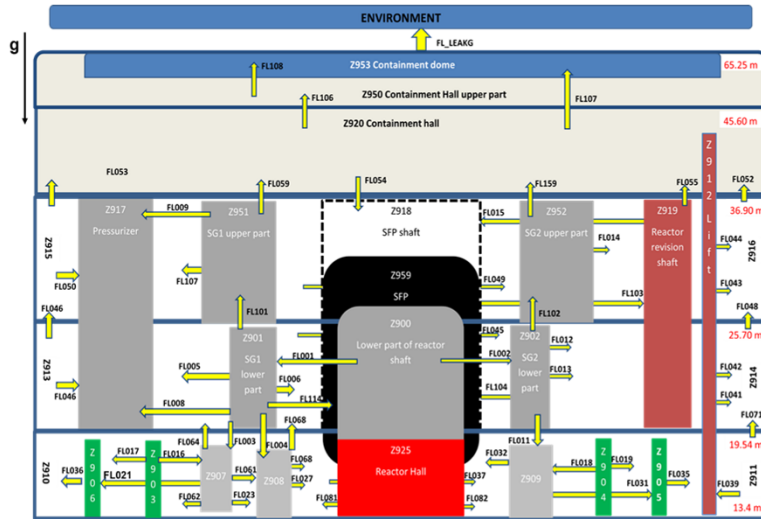 ENVIRONMENT
g
FL_LEAKG
FL108
Z953 Containment dome
65.25 m
Z950 Containment Hall upper part
FL106
FL107
Z920 Containment hall
45.60 m
FL053
FL059
FL054
FL159
FL055
FL052
Z912 Lift
36.90 m
Z917
Pressurizer
FL009
Z951
SG1 upper part
Z918
SFP shaft
FL015
Z952
SG2 upper part
FL014
Z919
Reactor
revision
shaft
Z915
FL044
Z916
FL050
FL107
Z959
SFP
FL049
FL103
FL043
FL046
FL101
FL102
FL048
25.70 m
Z901
SG1
lower
part
Z900
Lower part of reactor
shaft
FL045
Z902
SG2
lower
part
FL012
FL001
FL002
Z913
FL005
FL006
FL013
FL042
Z914
FL046
FL008
FL114
FL104
FL041
FL068
FL071
19.54 m
FL064
FL003
FL004
FL011
Z925
Reactor Hall
FL017
FL016
FL068
FL032
FL018
FL019
Z910
FL036
Z906
FL021
Z903
Z907
FL061
Z908
FL027
FL037
Z909
Z904
FL031
Z905
FL035
Z911
FL039
FL062
FL023
FL081
FL082
13.4 m